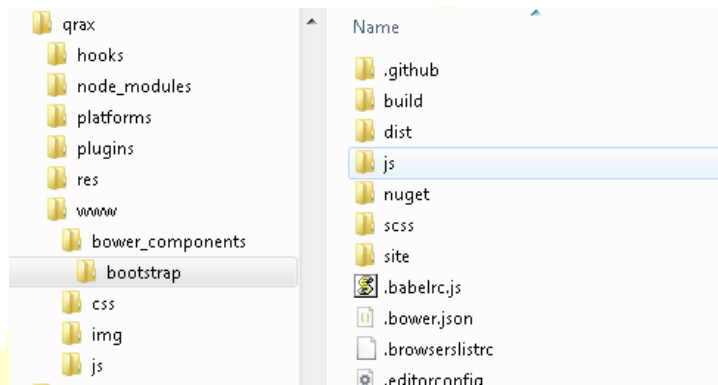 qrax
hooks
node_modules
platforms
plugins
res
www
bower_components
bootstrap
css
img
js
Name
.github
build
dist
js
nuget
scss
site
.babelrc.js
.bower.json
.browserslistrc
.editorconfig